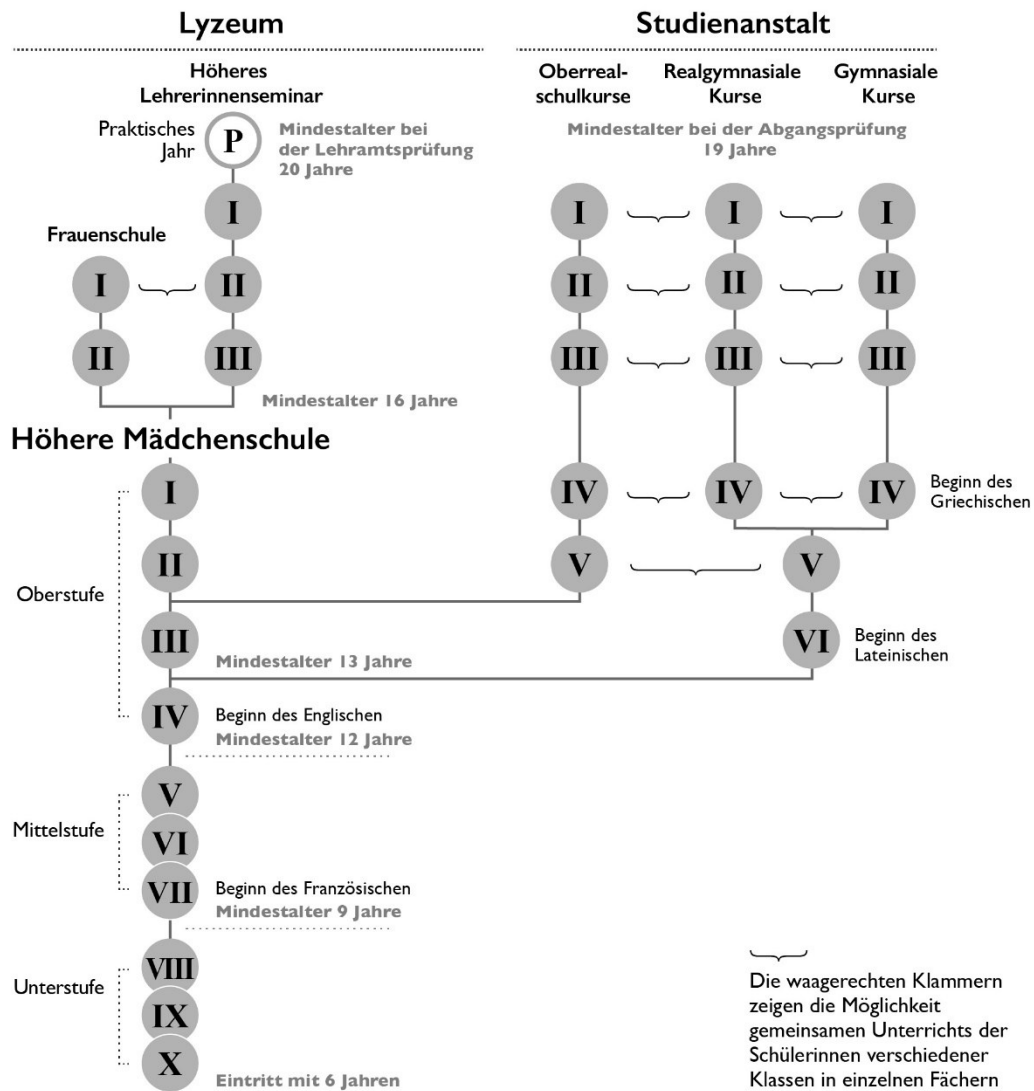 Lyzeum
Studienanstalt
Höheres
Lehrerinnenseminar
Oberreal-
schulkurse
Realgymnasiale
Kurse
Gymnasiale
Kurse
Praktisches
Jahr
P
Mindestalter bei
der Lehramtsprüfung
20 Jahre
Mindestalter bei der Abgangsprüfung
19 Jahre
I
I
I
I
Frauenschule
I
II
II
II
II
II
III
III
III
III
Mindestalter 16 Jahre
Höhere Mädchenschule
I
IV
IV
IV
Beginn des
Griechischen
II
V
V
Oberstufe
III
Mindestalter 13 Jahre
VI
Beginn des
Lateinischen
IV
Beginn des Englischen
Mindestalter 12 Jahre
V
Mittelstufe
VI
VII
Beginn des Französischen
Mindestalter 9 Jahre
VIII
Unterstufe
IX
X
Eintritt mit 6 Jahren
Die waagerechten Klammern
zeigen die Möglichkeit
gemeinsamen Unterrichts der
Schülerinnen verschiedener
Klassen in einzelnen Fächern